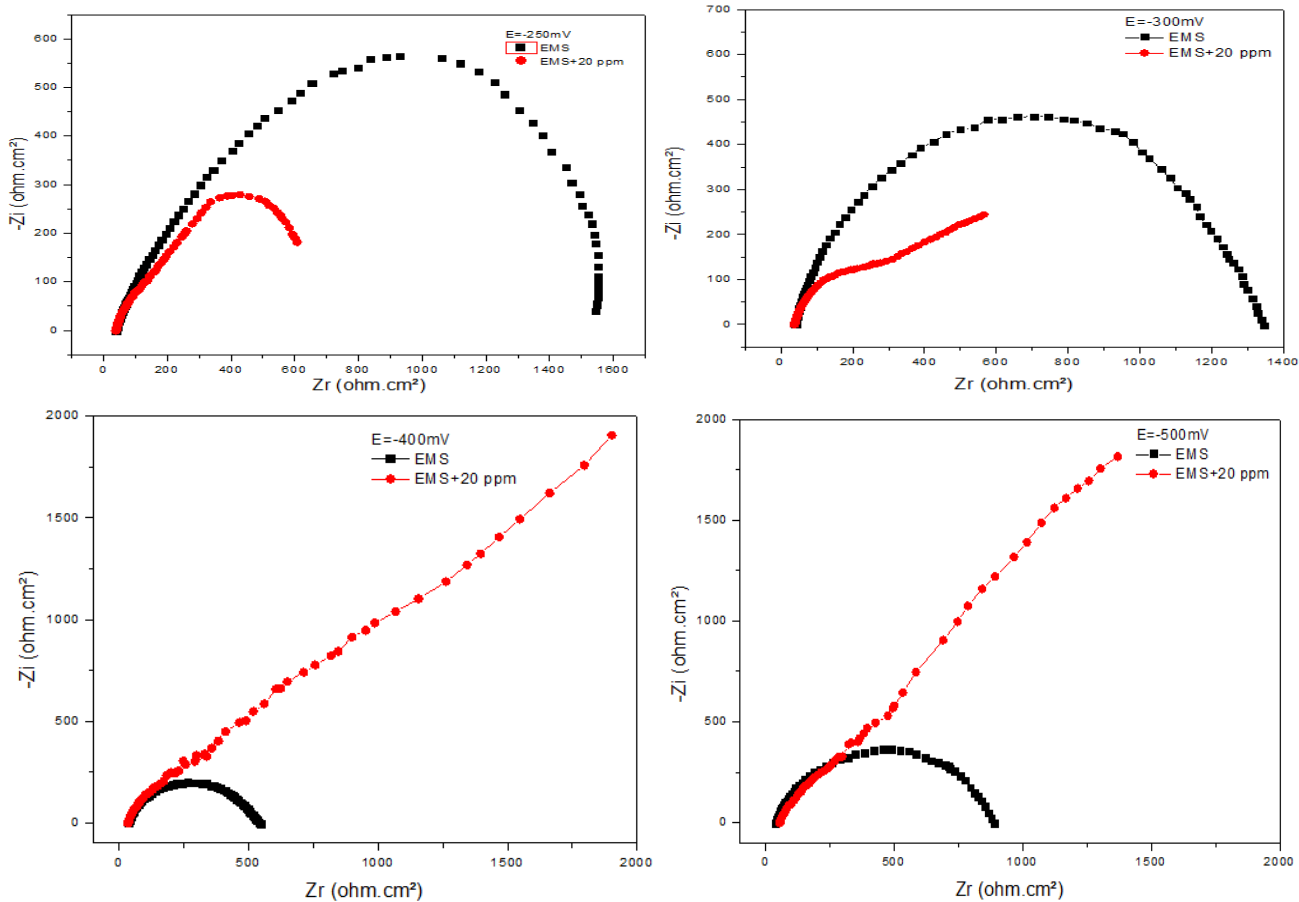 E=-250mV
EMS
EMS+20 ppm
600
500
400
300
200
100
0
-Zi (ohm.cm²)
0 200 400 600 800 1000 1200 1400 1600
Zr (ohm.cm²)
E=-300mV
EMS
EMS+20 ppm
700
600
500
400
300
200
100
0
-Zi (ohm.cm²)
0 200 400 600 800 1000 1200 1400
Zr (ohm.cm²)
E=-400mV
EMS
EMS+20 ppm
2000
1500
1000
500
0
-Zi (ohm.cm²)
0 500 1000 1500 2000
Zr (ohm.cm²)
E=-500mV
EMS
EMS+20 ppm
2000
1500
1000
500
0
-Zi (ohm.cm²)
0 500 1000 1500 2000
Zr (ohm.cm²)